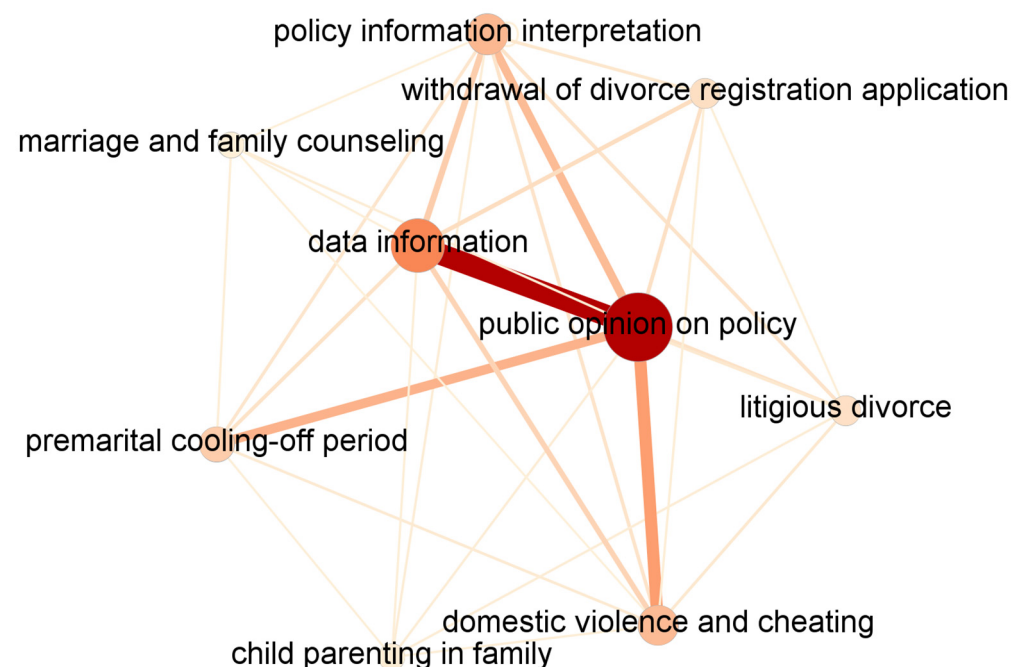 policy information interpretation
withdrawal of divorce registration application
marriage and family counseling
data information
public opinion on policy
litigious divorce
premarital cooling-off period
domestic violence and cheating
child parenting in family